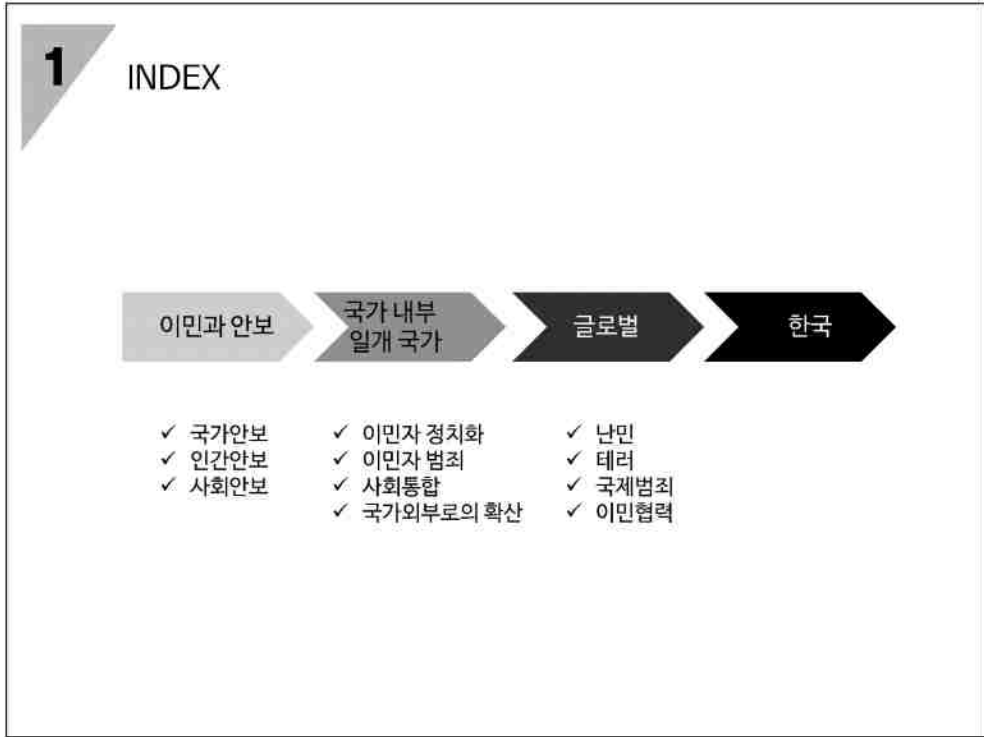 1
INDEX
이민과 안보
국가 내부
일개 국가
글로벌
한국
✓ 국가안보
✓ 인간안보
✓ 사회안보
✓ 이민자 정치화
✓ 이민자 범죄
✓ 사회통합
✓ 국가외부로의 확산
✓ 난민
✓ 테러
✓ 국제범죄
✓ 이민협력